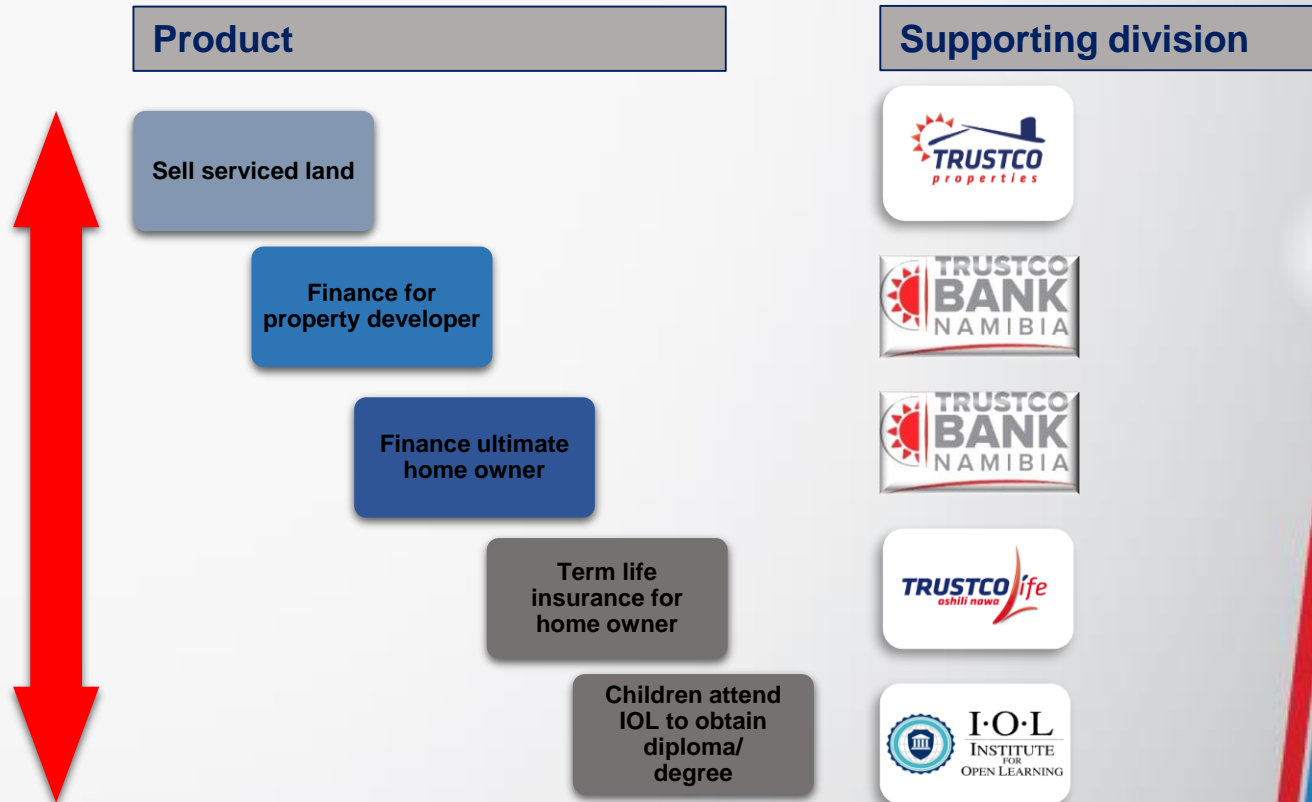 Product
Supporting division
Sell serviced land
TRUSTCO
properties
Finance for
property developer
TRUSTCO
BANK
NAMIBIA
Finance ultimate
home owner
TRUSTCO
BANK
NAMIBIA
Term life
insurance for
home owner
TRUSTCO life
oshili nawa
Children attend
IOL to obtain
diploma/
degree
I·O·L
INSTITUTE
FOR
OPEN LEARNING